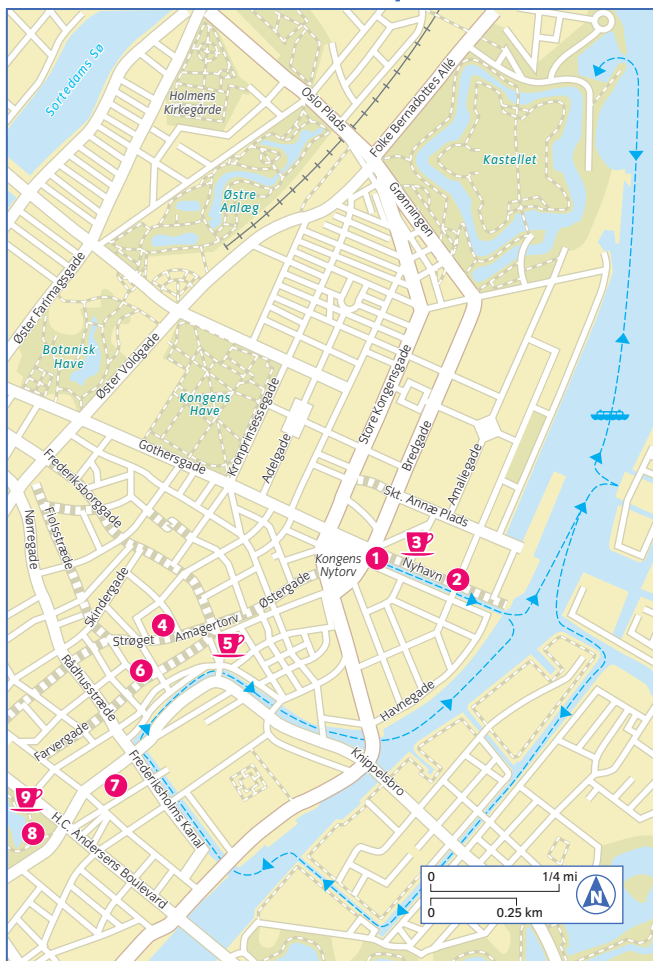 Sortedams Sø
Holmens
Kirkegårde
Oslo Plads
Folke Bernadottes Allé
Kastellet
Østre
Anlæg
Grønningen
Øster Farimagsgade
Botanisk
Have
Øster Voldgade
Kongens
Have
Kronprinsessegade
Adelgade
Store Kongensgade
Bredgade
Amaliegade
Gothersgade
Frederiksborggade
Skt. Annæ Plads
Nørregade
Fiolsstræde
3
Kongens
Nytorv
1
Nyhavn
2
Skindergade
Østergade
4
Strøget
Amagertorv
5
6
Rådhusstræde
Havnegade
Farvergade
Frederiksholms Kanal
Knippelsbro
7
9
8
H.C. Andersens Boulevard
0
1/4 mi
0
0.25 km
N